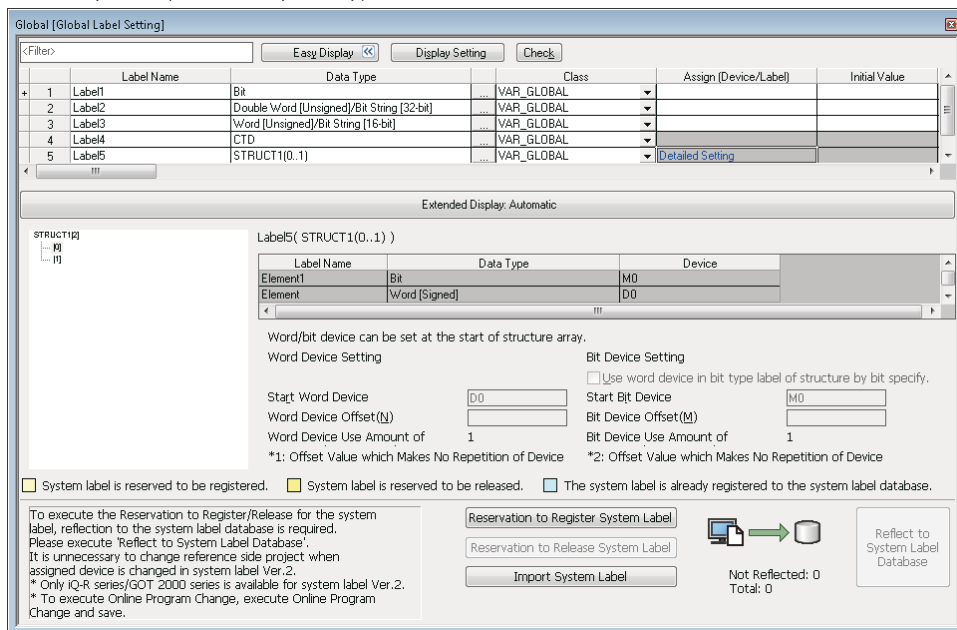 Global [Global Label Setting]
<Filter> Easy Display Display Setting Check
Label Name Data Type Class Assign (Device/Label) Initial Value
+ 1 Label1 Bit ... VAR_GLOBAL
2 Label2 Double Word [Unsigned]/Bit String [32-bit] ... VAR_GLOBAL
3 Label3 Word [Unsigned]/Bit String [16-bit] ... VAR_GLOBAL
4 Label4 CTD ... VAR_GLOBAL
5 Label5 STRUCT1(0..1) ... VAR_GLOBAL Detailed Setting
Extended Display: Automatic
STRUCT1[2]
[0]
[1]
Label5( STRUCT1(0..1) )
Label Name Data Type Device
Element1 Bit M0
Element Word [Signed] D0
Word/bit device can be set at the start of structure array.
Word Device Setting Bit Device Setting
Use word device in bit type label of structure by bit specify.
Start Word Device D0 Start Bit Device M0
Word Device Offset(N) Bit Device Offset(M)
Word Device Use Amount of 1 Bit Device Use Amount of 1
*1: Offset Value which Makes No Repetition of Device *2: Offset Value which Makes No Repetition of Device
System label is reserved to be registered. System label is reserved to be released. The system label is already registered to the system label database.
To execute the Reservation to Register/Release for the system
label, reflection to the system label database is required.
Please execute 'Reflect to System Label Database'.
It is unnecessary to change reference side project when
assigned device is changed in system label Ver.2.
* Only iQ-R series/GOT 2000 series is available for system label Ver.2.
* To execute Online Program Change, execute Online Program
Change and save.
Reservation to Register System Label
Reservation to Release System Label
Import System Label
Not Reflected: 0
Total: 0
Reflect to
System Label
Database